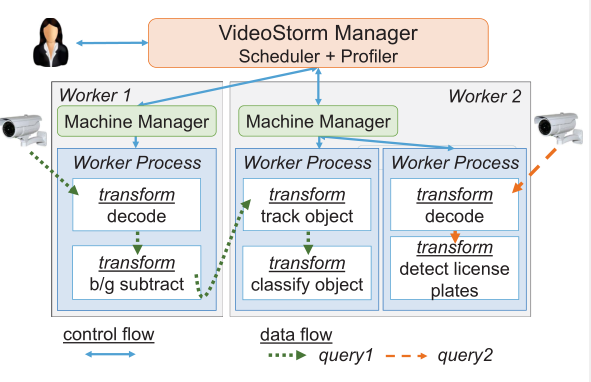 VideoStorm Manager
Scheduler + Profiler
Worker 1
Machine Manager
Worker Process
transform
decode
transform
b/g subtract
Worker 2
Machine Manager
Worker Process
transform
track object
transform
classify object
Worker Process
transform
decode
transform
detect license
plates
control flow
data flow
query1
query2